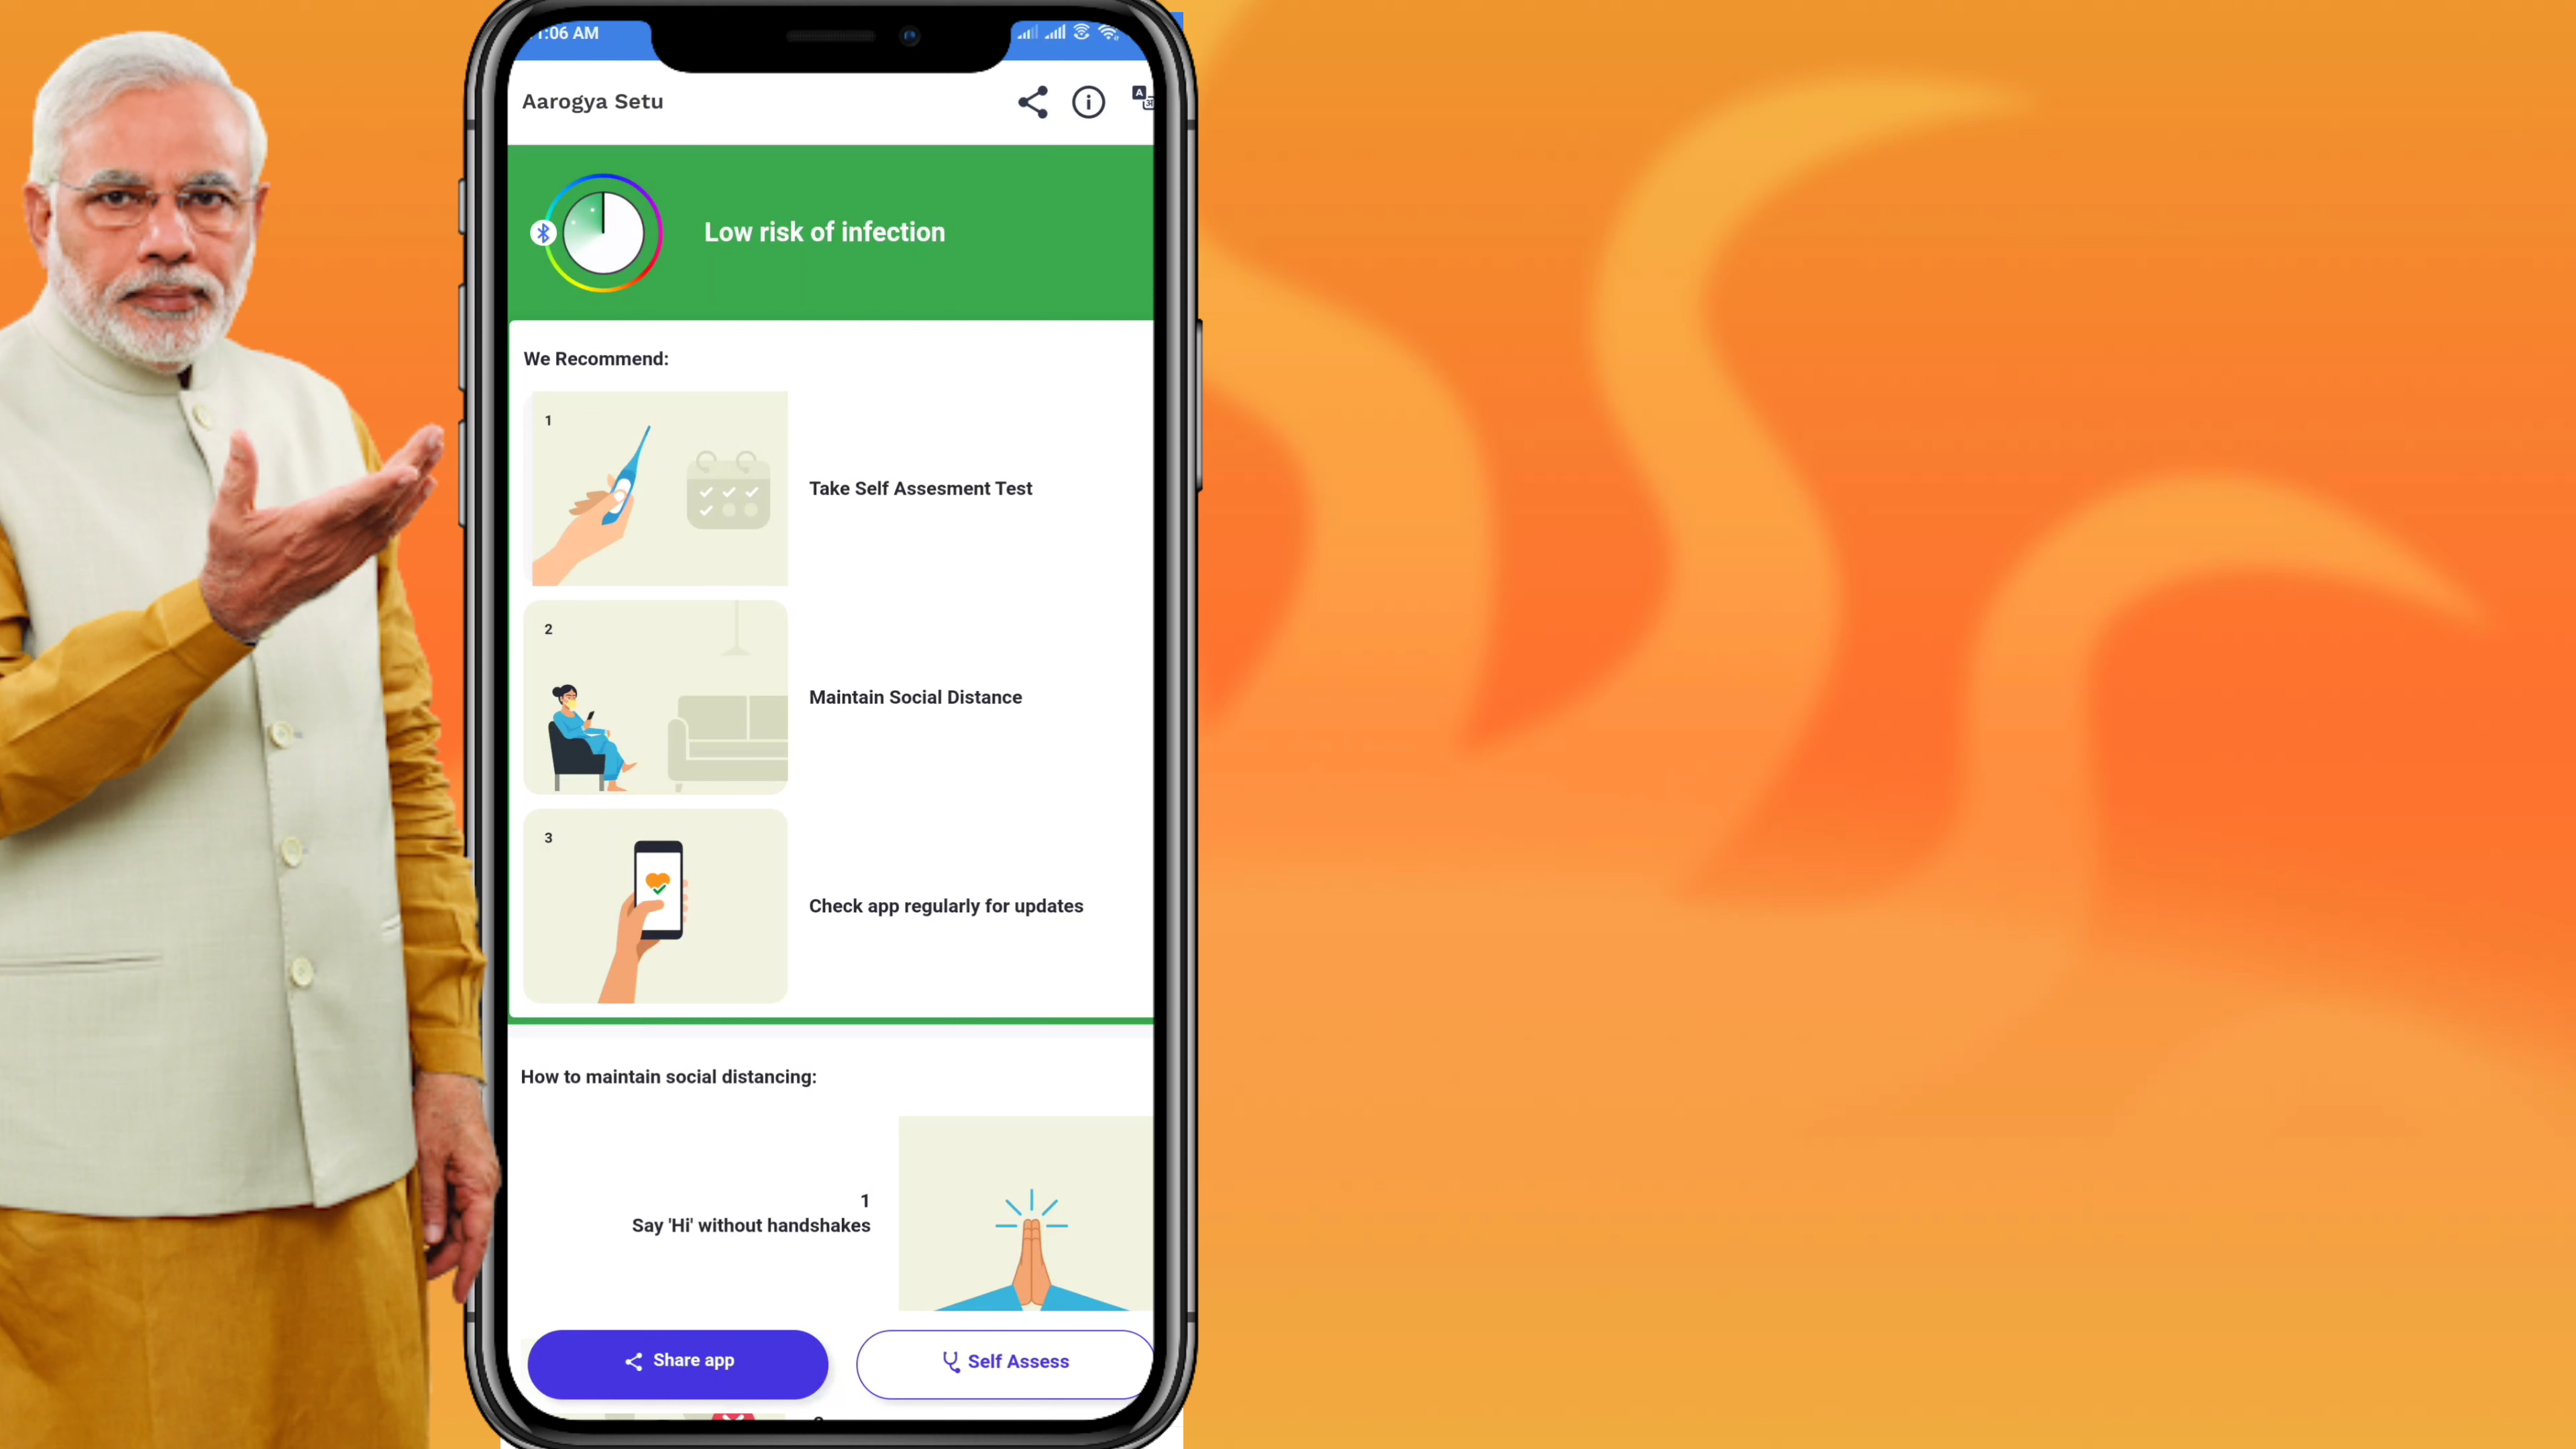 1:06 AM
Aarogya Setu
Low risk of infection
We Recommend:
1
Take Self Assesment Test
2
Maintain Social Distance
3
Check app regularly for updates
How to maintain social distancing:
1
Say 'Hi' without handshakes
Share app
Self Assess